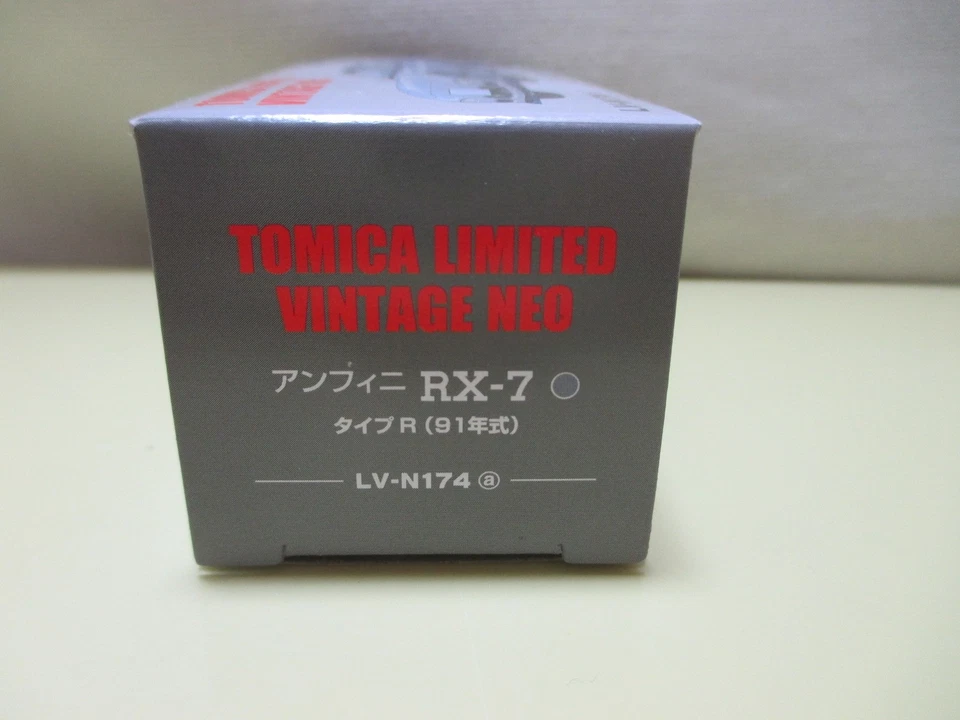 TOMICA LIMITED
VINTAGE NEO
アンフィニ RX-7
タイプ R (91年式)
LV-N174 ⓐ